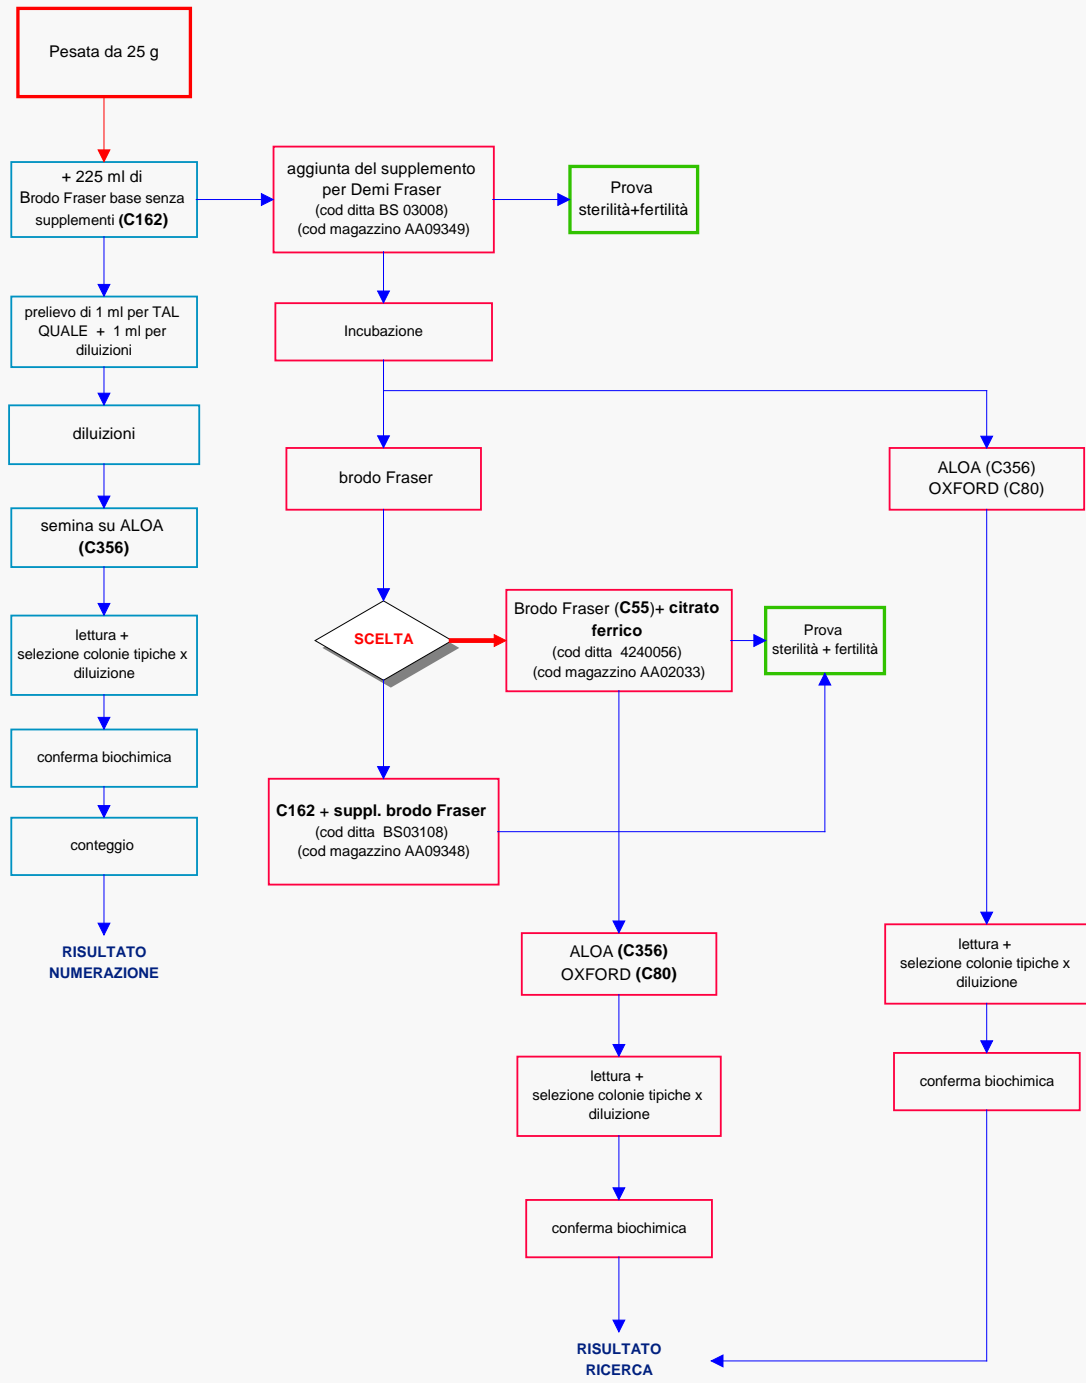 Pesata da 25 g
+ 225 ml di
Brodo Fraser base senza
supplementi (C162)
aggiunta del supplemento
per Demi Fraser
(cod ditta BS 03008)
(cod magazzino AA09349)
Prova
sterilità+fertilità
prelievo di 1 ml per TAL
QUALE + 1 ml per
diluizioni
Incubazione
diluizioni
brodo Fraser
ALOA (C356)
OXFORD (C80)
semina su ALOA
(C356)
lettura +
selezione colonie tipiche x
diluizione
SCELTA
Brodo Fraser (C55)+ citrato
ferrico
(cod ditta 4240056)
(cod magazzino AA02033)
Prova
sterilità + fertilità
conferma biochimica
C162 + suppl. brodo Fraser
(cod ditta BS03108)
(cod magazzino AA09348)
conteggio
RISULTATO
NUMERAZIONE
ALOA (C356)
OXFORD (C80)
lettura +
selezione colonie tipiche x
diluizione
lettura +
selezione colonie tipiche x
diluizione
conferma biochimica
conferma biochimica
RISULTATO
RICERCA